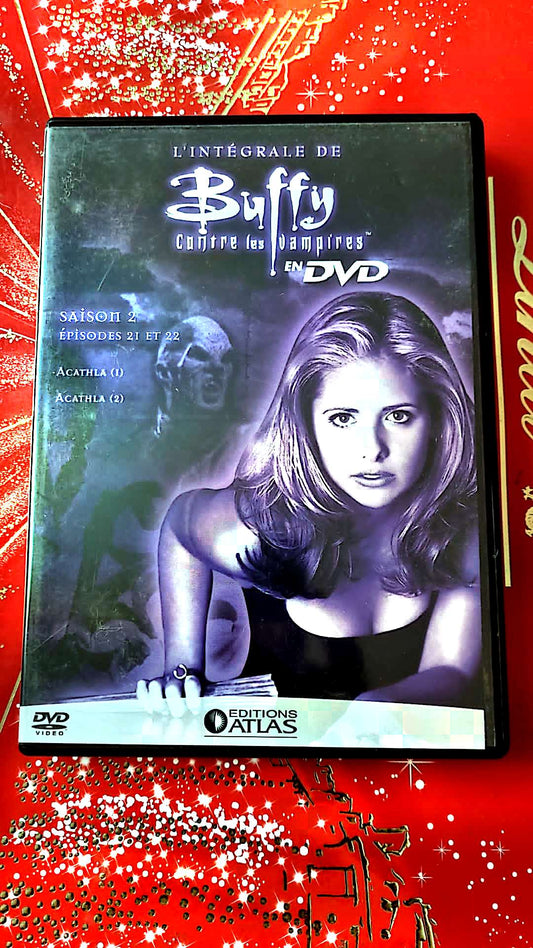 L'INTÉGRALE DE
Buffy
Contre les Vampires™
EN DVD
SAISON 2
ÉPISODES 21 ET 22
-ACATHLA (1)
ACATHLA (2)
DVD
VIDEO
EDITIONS
ATLAS